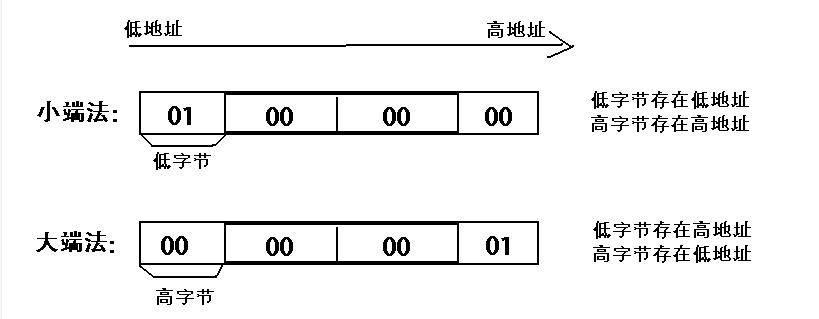 低地址 高地址
小端法: 01 00 00 00 低字节存在低地址
高字节存在高地址
低字节
大端法: 00 00 00 01 低字节存在高地址
高字节存在低地址
高字节